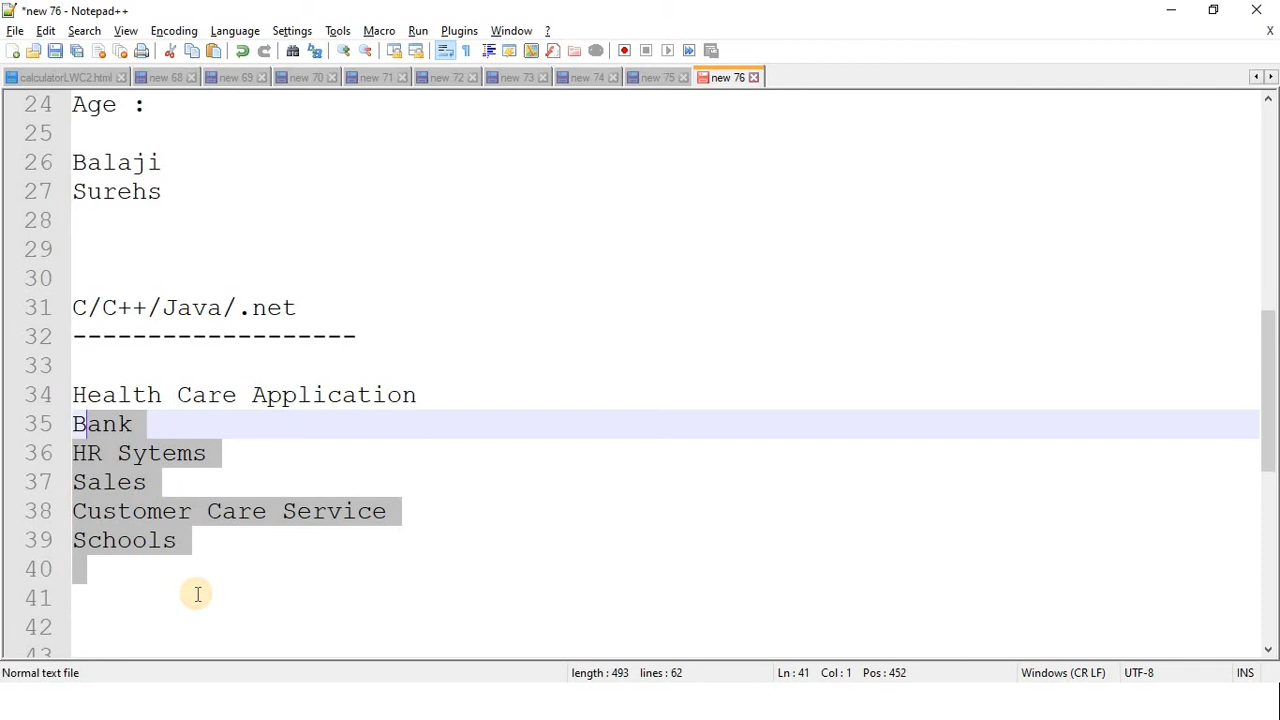 *new 76 - Notepad++
File Edit Search View Encoding Language Settings Tools Macro Run Plugins Window ?
X
calculatorLWC2.html new 68 new 69 new 70 new 71 new 72 new 73 new 74 new 75 new 76
24 Age :
25
26 Balaji
27 Surehs
28
29
30
31 C/C++/Java/.net
32 -------------------
33
34 Health Care Application
35 Bank
36 HR Sytems
37 Sales
38 Customer Care Service
39 Schools
40
41
42
43
Normal text file length : 493 lines : 62 Ln : 41 Col : 1 Pos : 452 Windows (CR LF) UTF-8 INS